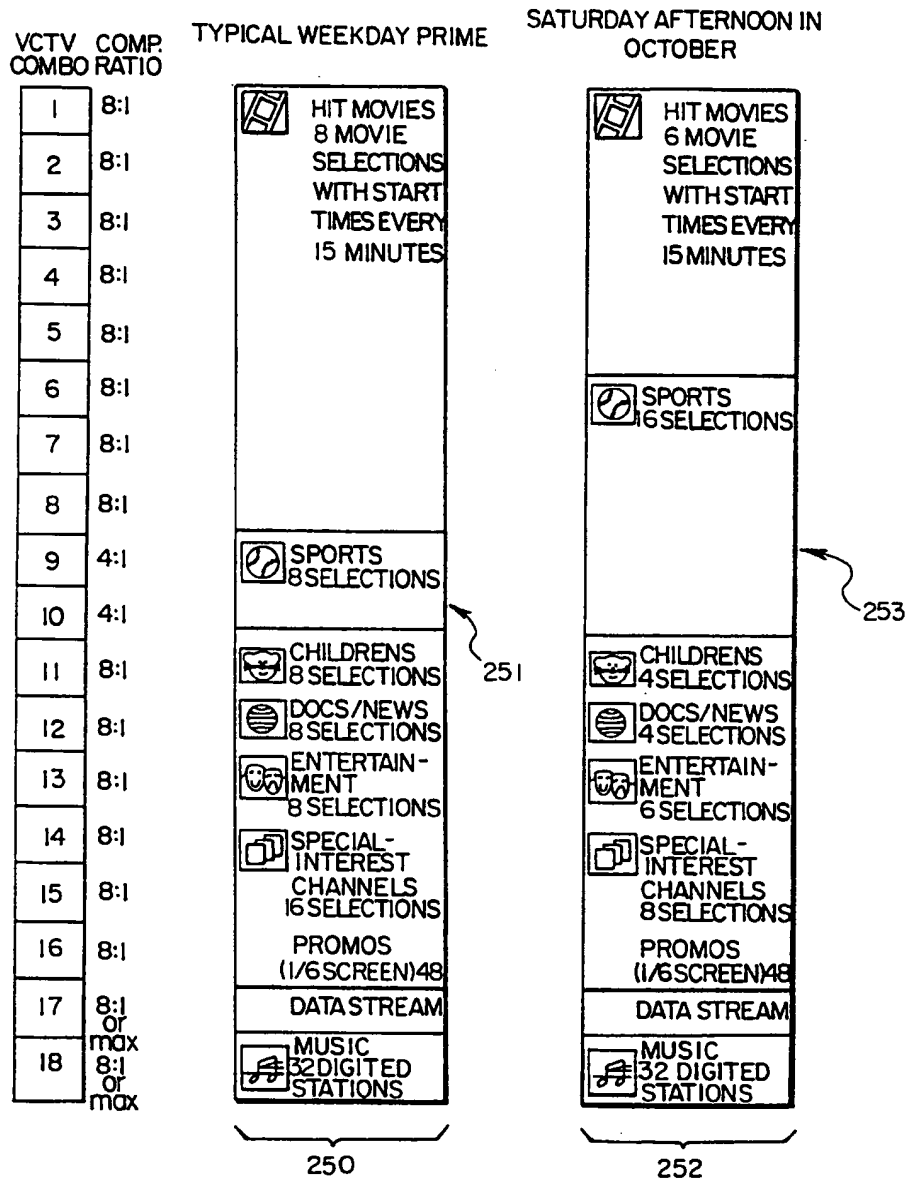 VCTV COMP.
COMBO RATIO
1 8:1
2 8:1
3 8:1
4 8:1
5 8:1
6 8:1
7 8:1
8 8:1
9 4:1
10 4:1
11 8:1
12 8:1
13 8:1
14 8:1
15 8:1
16 8:1
17 8:1
or
max
18 8:1
or
max
TYPICAL WEEKDAY PRIME
HIT MOVIES
8 MOVIE
SELECTIONS
WITH START
TIMES EVERY
15 MINUTES
SPORTS
8 SELECTIONS
251
CHILDRENS
8 SELECTIONS
DOCS/NEWS
8 SELECTIONS
ENTERTAIN-
MENT
8 SELECTIONS
SPECIAL-
INTEREST
CHANNELS
16 SELECTIONS
PROMOS
(1/6 SCREEN) 48
DATA STREAM
MUSIC
32 DIGITED
STATIONS
250
SATURDAY AFTERNOON IN
OCTOBER
HIT MOVIES
6 MOVIE
SELECTIONS
WITH START
TIMES EVERY
15 MINUTES
SPORTS
16 SELECTIONS
253
CHILDRENS
4 SELECTIONS
DOCS/NEWS
4 SELECTIONS
ENTERTAIN-
MENT
6 SELECTIONS
SPECIAL-
INTEREST
CHANNELS
8 SELECTIONS
PROMOS
(1/6 SCREEN) 48
DATA STREAM
MUSIC
32 DIGITED
STATIONS
252